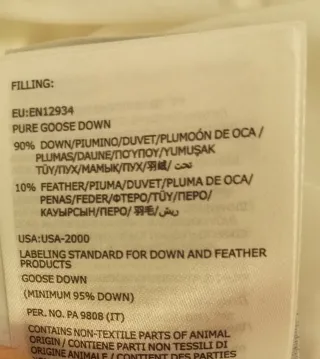 FILLING:
EU:EN12934
PURE GOOSE DOWN
90% DOWN/PIUMINO/DUVET/PLUMÓN DE OCA/
PLUMAS/DAUNE/ΠΟΥΠΟΥ/YUMUŞAK
TÜY/ПУХ/МАМЫК/ПУХ/羽绒/
10% FEATHER/PIUMA/DUVET/PLUMA DE OCA/
PENAS/FEDER/ΦΤΕΡΟ/TÜY/ПЕРО/
КАУЫРСЫН/ПЕРО/羽毛/ريش
USA:USA-2000
LABELING STANDARD FOR DOWN AND FEATHER
PRODUCTS
GOOSE DOWN
(MINIMUM 95% DOWN)
PER. NO. PA 9808 (IT)
CONTAINS NON-TEXTILE PARTS OF ANIMAL
ORIGIN / CONTIENE PARTI NON TESSILI DI
ORIGINE ANIMALE / CONTIENT DES PARTIES